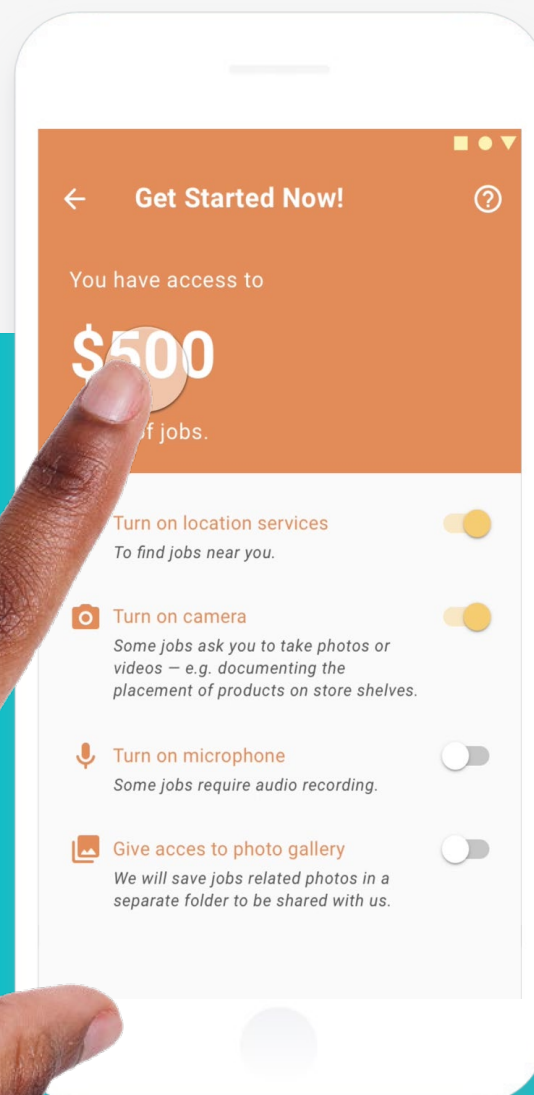 Get Started Now!
You have access to
$500
of jobs.
Turn on location services
To find jobs near you.
Turn on camera
Some jobs ask you to take photos or
videos — e.g. documenting the
placement of products on store shelves.
Turn on microphone
Some jobs require audio recording.
Give acces to photo gallery
We will save jobs related photos in a
separate folder to be shared with us.